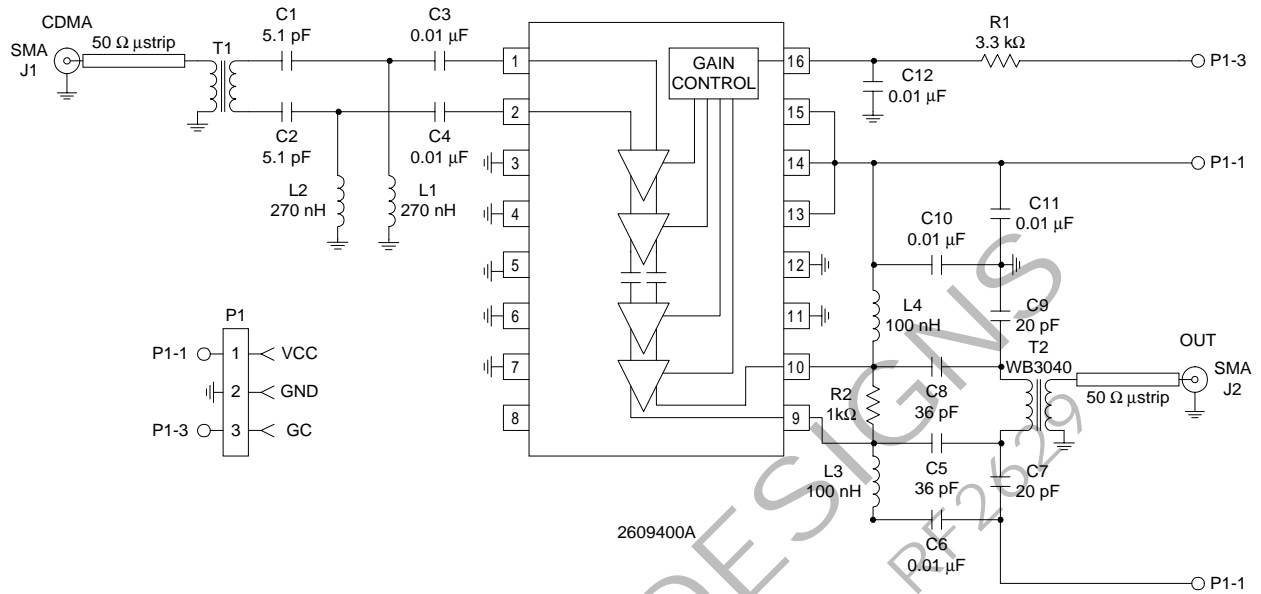 CDMA
SMA
J1
50 Ω µstrip
T1
C1
5.1 pF
C3
0.01 µF
C2
5.1 pF
C4
0.01 µF
L2
270 nH
L1
270 nH
1
2
3
4
5
6
7
8
GAIN
CONTROL
16
15
14
13
12
11
10
9
R1
3.3 kΩ
P1-3
C12
0.01 µF
P1-1
C11
0.01 µF
C10
0.01 µF
L4
100 nH
C9
20 pF
T2
WB3040
OUT
SMA
J2
50 Ω µstrip
R2
1kΩ
C8
36 pF
L3
100 nH
C5
36 pF
C7
20 pF
C6
0.01 µF
P1-1
P1
P1-1
1
VCC
2
GND
P1-3
3
GC
2609400A
DESIGNS
RF2629